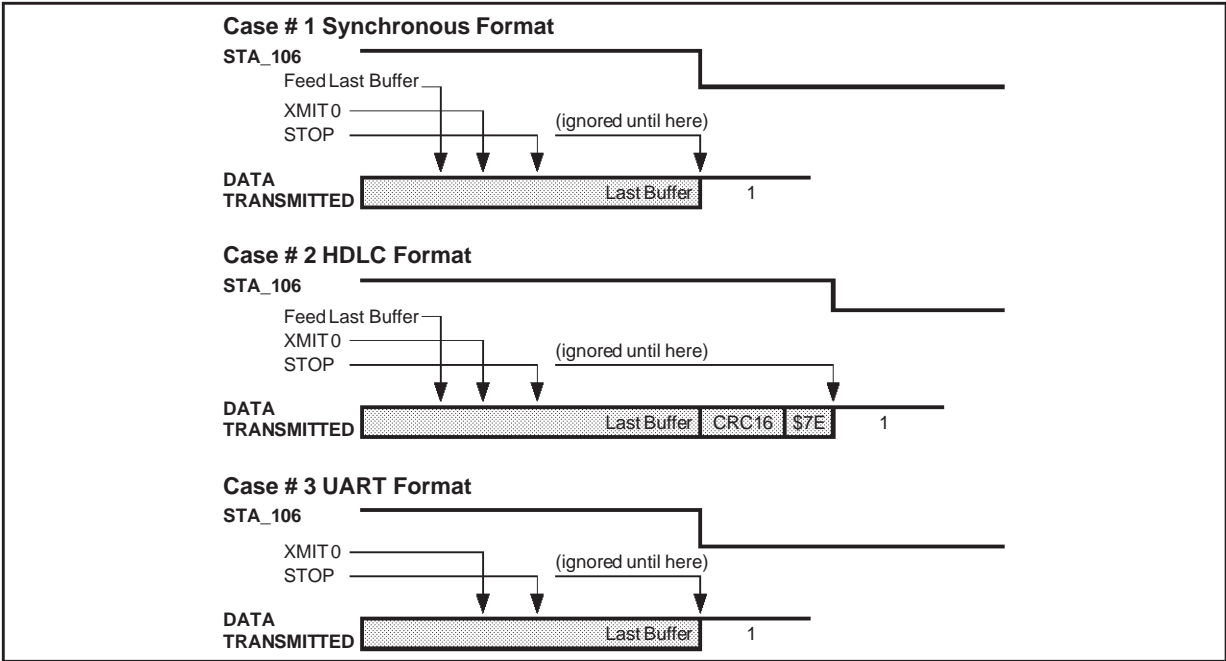 Case # 1 Synchronous Format
STA_106
Feed Last Buffer
XMIT 0
STOP
(ignored until here)
DATA
TRANSMITTED
Last Buffer
1
Case # 2 HDLC Format
STA_106
Feed Last Buffer
XMIT 0
STOP
(ignored until here)
DATA
TRANSMITTED
Last Buffer
CRC16
$7E
1
Case # 3 UART Format
STA_106
XMIT 0
STOP
(ignored until here)
DATA
TRANSMITTED
Last Buffer
1